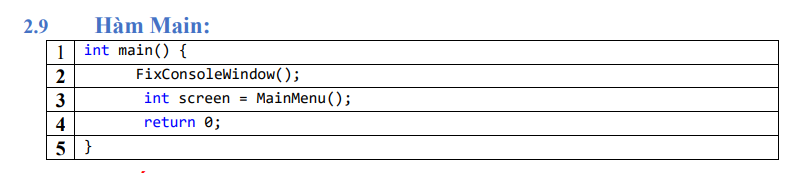 2.9 Hàm Main:
1 int main() {
2 FixConsoleWindow();
3 int screen = MainMenu();
4 return 0;
5 }